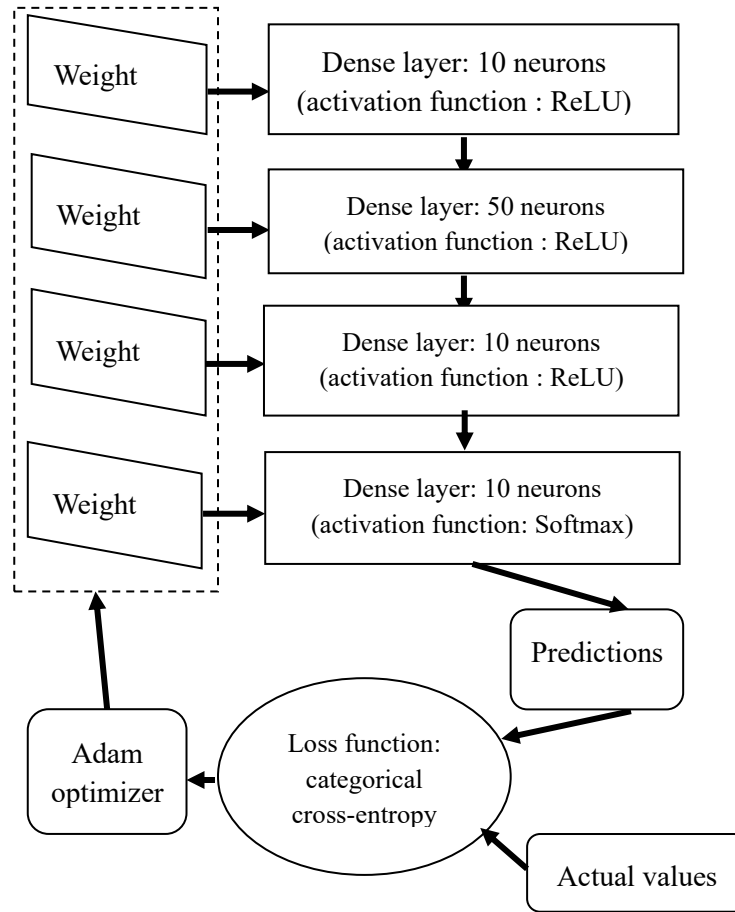 Weight
Dense layer: 10 neurons
(activation function : ReLU)
Weight
Dense layer: 50 neurons
(activation function : ReLU)
Weight
Dense layer: 10 neurons
(activation function : ReLU)
Weight
Dense layer: 10 neurons
(activation function: Softmax)
Predictions
Loss function:
categorical
cross-entropy
Adam
optimizer
Actual values